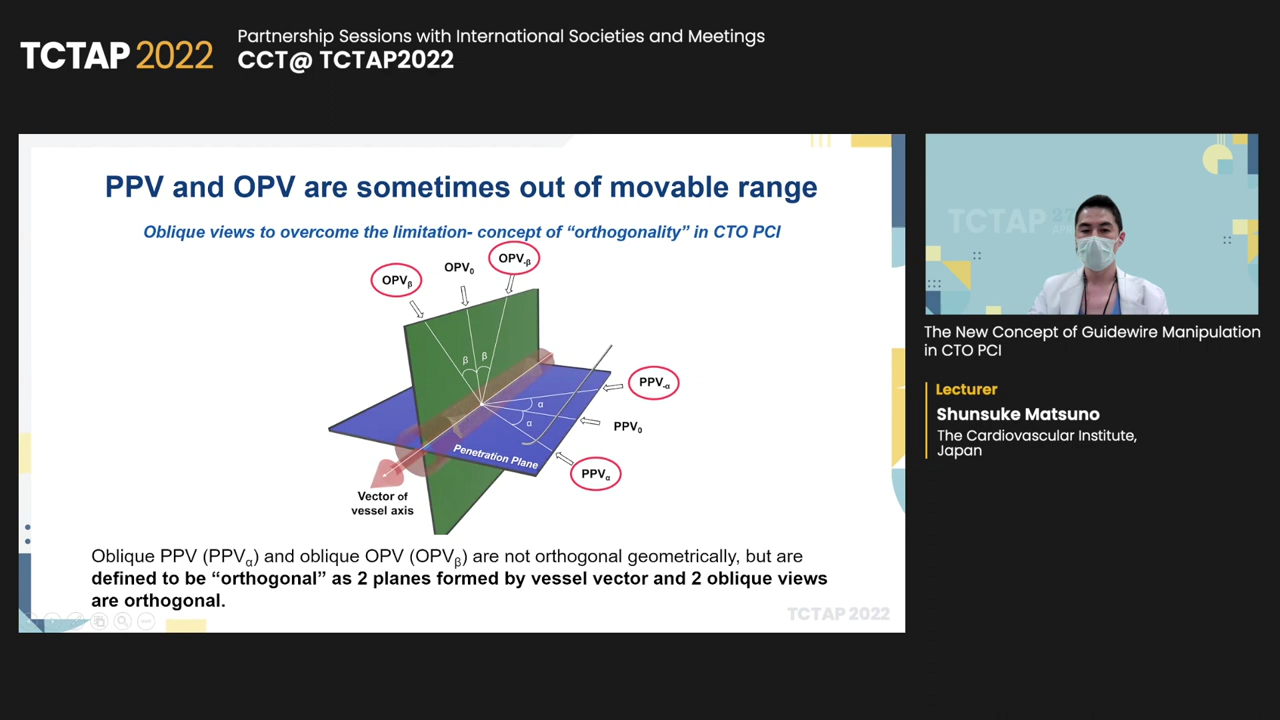 TCTAP 2022
Partnership Sessions with International Societies and Meetings
CCT@ TCTAP2022
PPV and OPV are sometimes out of movable range
Oblique views to overcome the limitation- concept of “orthogonality” in CTO PCI
OPVβ
OPV0
OPV-β
β
β
PPV-α
α
α
PPV0
PPVα
Penetration Plane
Vector of
vessel axis
Oblique PPV (PPVα) and oblique OPV (OPVβ) are not orthogonal geometrically, but are
defined to be “orthogonal” as 2 planes formed by vessel vector and 2 oblique views
are orthogonal.
TCTAP 2022
TCTAP
The New Concept of Guidewire Manipulation
in CTO PCI
Lecturer
Shunsuke Matsuno
The Cardiovascular Institute,
Japan